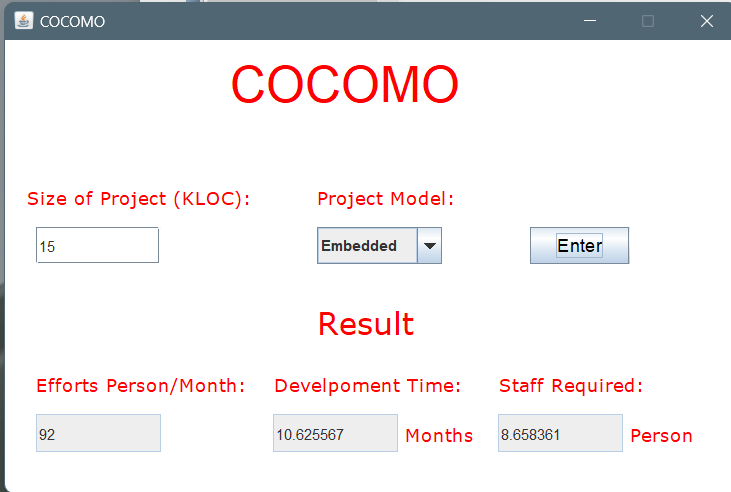 COCOMO
COCOMO
Size of Project (KLOC): Project Model:
15 Embedded Enter
Result
Efforts Person/Month: Develpoment Time: Staff Required:
92 10.625567 Months 8.658361 Person